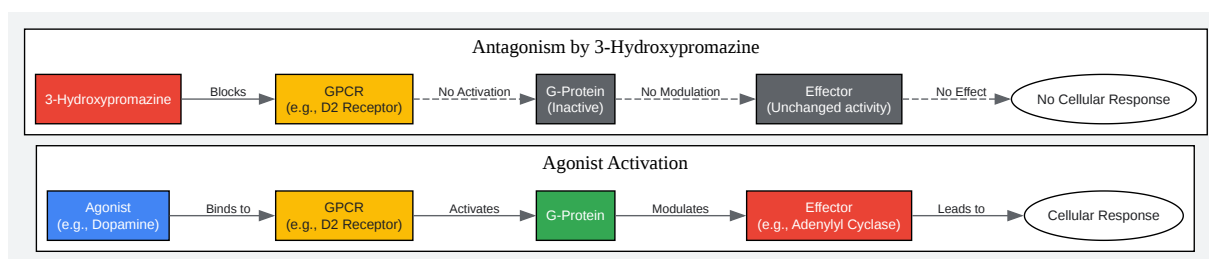 Antagonism by 3-Hydroxypromazine
3-Hydroxypromazine
Blocks
GPCR
(e.g., D2 Receptor)
No Activation
G-Protein
(Inactive)
No Modulation
Effector
(Unchanged activity)
No Effect
No Cellular Response
Agonist Activation
Agonist
(e.g., Dopamine)
Binds to
GPCR
(e.g., D2 Receptor)
Activates
G-Protein
Modulates
Effector
(e.g., Adenylyl Cyclase)
Leads to
Cellular Response